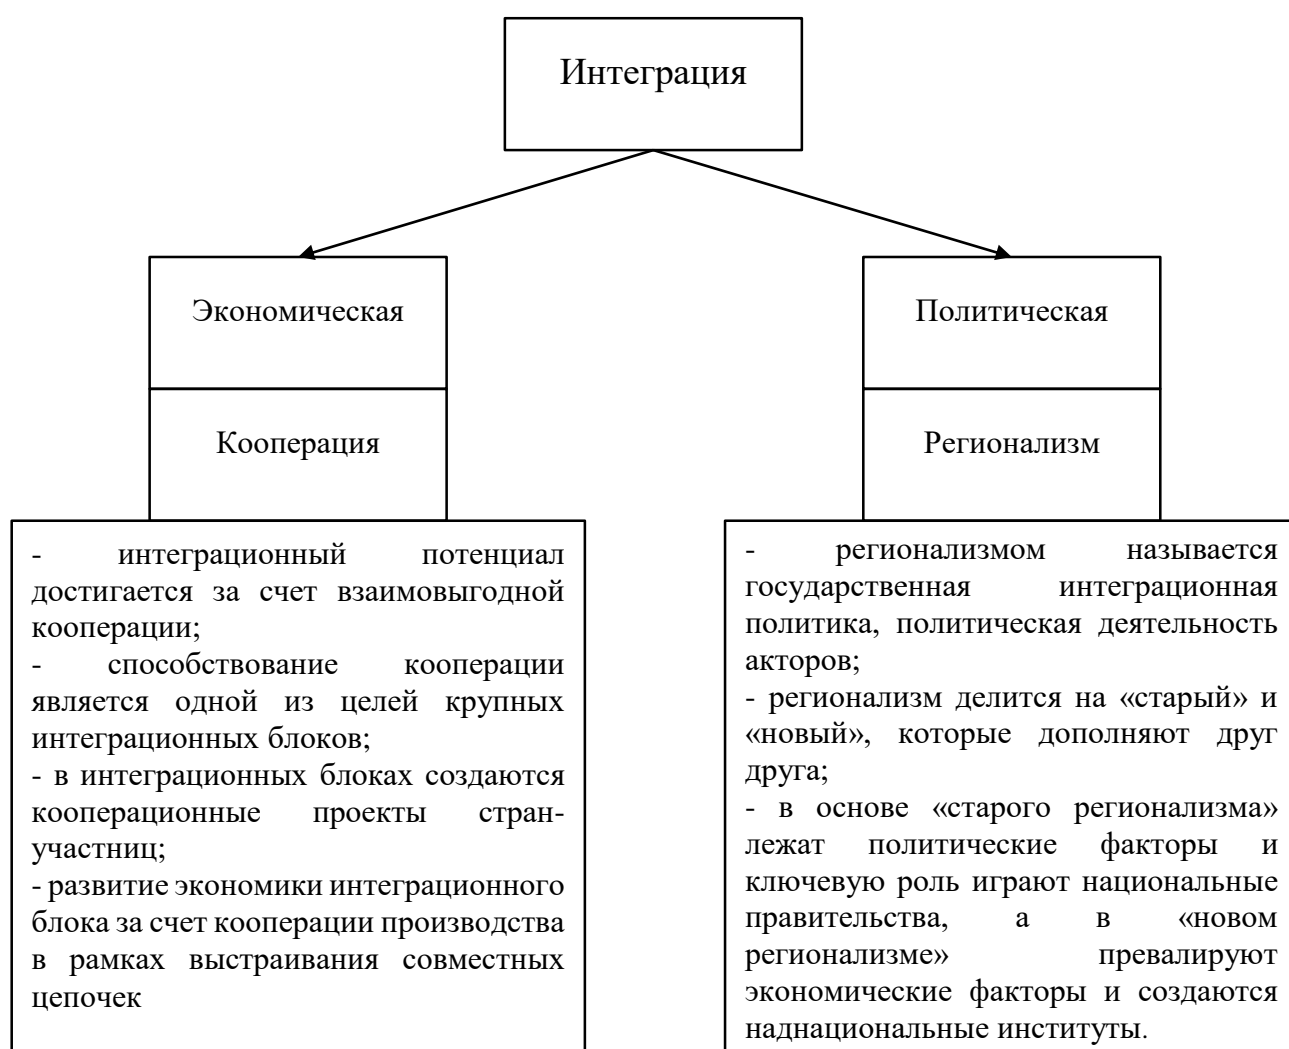 Интеграция
Экономическая
Политическая
Кооперация
Регионализм
- интеграционный потенциал
достигается за счет взаимовыгодной
кооперации;
- способствование кооперации
является одной из целей крупных
интеграционных блоков;
- в интеграционных блоках создаются
кооперационные проекты стран-
участниц;
- развитие экономики интеграционного
блока за счет кооперации производства
в рамках выстраивания совместных
цепочек
- регионализмом называется
государственная интеграционная
политика, политическая деятельность
акторов;
- регионализм делится на «старый» и
«новый», которые дополняют друг
друга;
- в основе «старого регионализма»
лежат политические факторы и
ключевую роль играют национальные
правительства, а в «новом
регионализме» превалируют
экономические факторы и создаются
наднациональные институты.